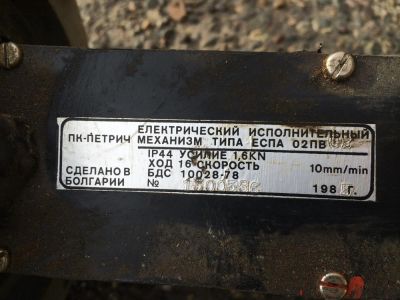 ПК-ПЕТРИЧ
ЕЛЕКТРИЧЕСКИЙ ИСПОЛНИТЕЛЬНЫЙ
МЕХАНИЗМ ТИПА ЕСПА 02ПВ
IP44 УСИЛИЕ 1,6KN
ХОД 16 СКОРОСТЬ 10mm/min
СДЕЛАНО В БОЛГАРИИ
БДС 10028-78
№ 198 г.